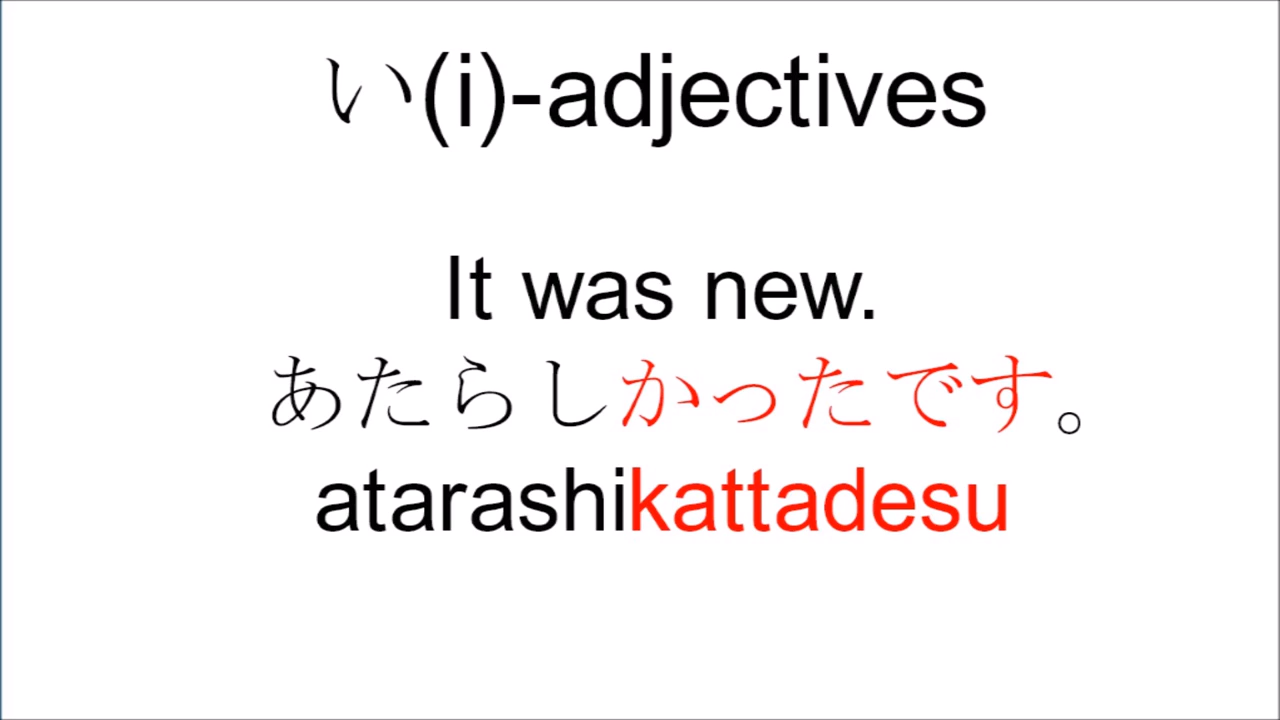 い(i)-adjectives
It was new.
あたらしかったです。
atarashikattadesu